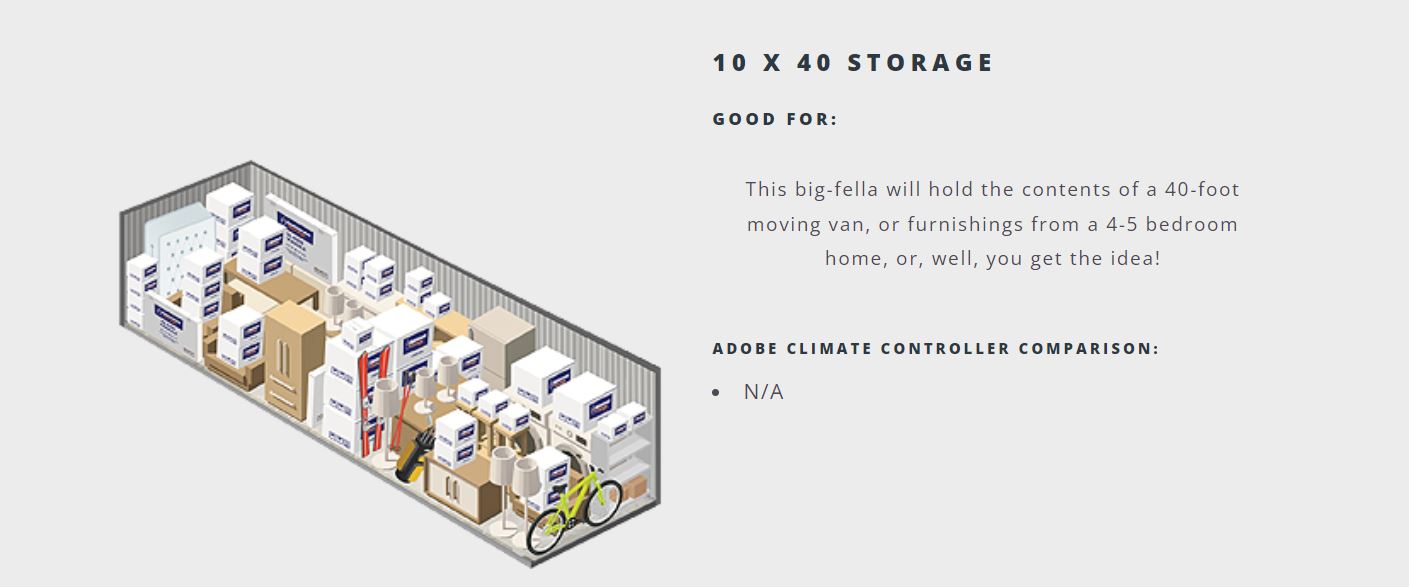 10 X 40 STORAGE
GOOD FOR:
This big-fella will hold the contents of a 40-foot
moving van, or furnishings from a 4-5 bedroom
home, or, well, you get the idea!
ADOBE CLIMATE CONTROLLER COMPARISON:
• N/A